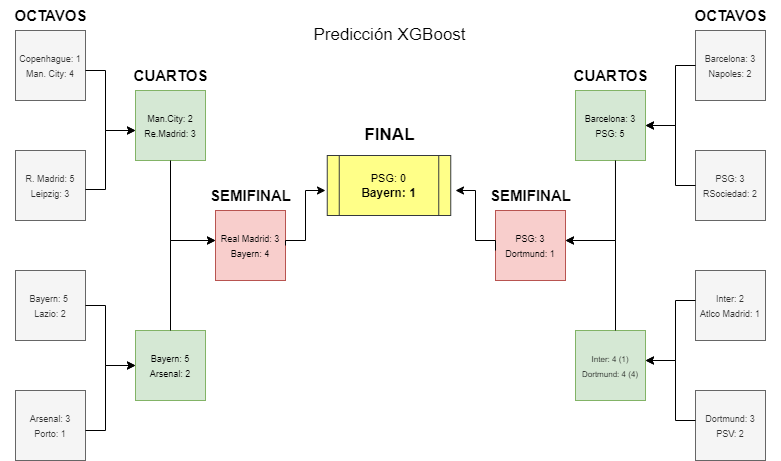 OCTAVOS
OCTAVOS
Predicción XGBoost
Copenhague: 1
Man. City: 4
CUARTOS
Man.City: 2
Re.Madrid: 3
R. Madrid: 5
Leipzig: 3
SEMIFINAL
Real Madrid: 3
Bayern: 4
Bayern: 5
Lazio: 2
Bayern: 5
Arsenal: 2
Arsenal: 3
Porto: 1
FINAL
PSG: 0
Bayern: 1
CUARTOS
Barcelona: 3
PSG: 5
SEMIFINAL
PSG: 3
Dortmund: 1
Inter: 4 (1)
Dortmund: 4 (4)
Barcelona: 3
Napoles: 2
PSG: 3
RSociedad: 2
Inter: 2
Atlco Madrid: 1
Dortmund: 3
PSV: 2